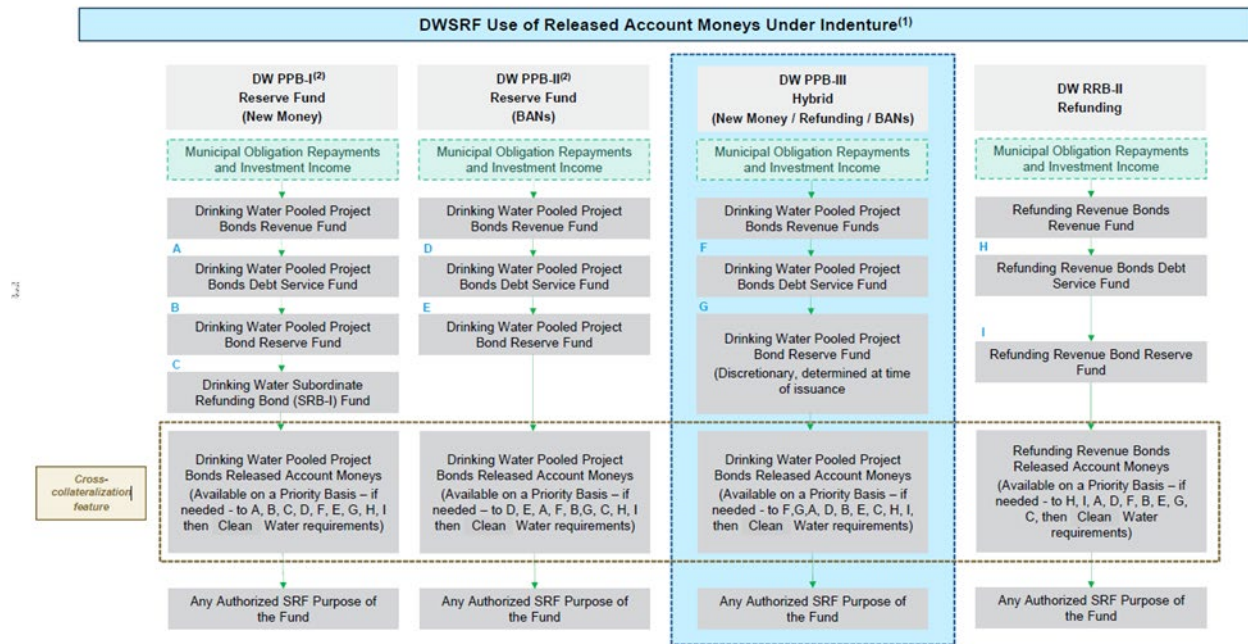 DWSRF Use of Released Account Moneys Under Indenture(1)
DW PPB-I(2)
Reserve Fund
(New Money)
Municipal Obligation Repayments
and Investment Income
Drinking Water Pooled Project
Bonds Revenue Fund
A
Drinking Water Pooled Project
Bonds Debt Service Fund
B
Drinking Water Pooled Project
Bond Reserve Fund
C
Drinking Water Subordinate
Refunding Bond (SRB-I) Fund
Drinking Water Pooled Project
Bonds Released Account Moneys
(Available on a Priority Basis – if
needed - to A, B, C, D, F, E, G, H, I
then Clean Water requirements)
Any Authorized SRF Purpose of
the Fund
DW PPB-II(2)
Reserve Fund
(BANs)
Municipal Obligation Repayments
and Investment Income
Drinking Water Pooled Project
Bonds Revenue Fund
D
Drinking Water Pooled Project
Bonds Debt Service Fund
E
Drinking Water Pooled Project
Bond Reserve Fund
Drinking Water Pooled Project
Bonds Released Account Moneys
(Available on a Priority Basis – if
needed – to D, E, A, F, B,G, C, H, I
then Clean Water requirements)
Any Authorized SRF Purpose of
the Fund
DW PPB-III
Hybrid
(New Money / Refunding / BANs)
Municipal Obligation Repayments
and Investment Income
Drinking Water Pooled Project
Bonds Revenue Funds
F
Drinking Water Pooled Project
Bonds Debt Service Fund
G
Drinking Water Pooled Project
Bond Reserve Fund
(Discretionary, determined at time
of issuance
Drinking Water Pooled Project
Bonds Released Account Moneys
(Available on a Priority Basis – if
needed - to F,G,A, D, B, E, C, H, I,
then Clean Water requirements)
Any Authorized SRF Purpose of
the Fund
DW RRB-II
Refunding
Municipal Obligation Repayments
and Investment Income
Refunding Revenue Bonds
Revenue Fund
H
Refunding Revenue Bonds Debt
Service Fund
I
Refunding Revenue Bond Reserve
Fund
Refunding Revenue Bonds
Released Account Moneys
(Available on a Priority Basis – if
needed - to H, I, A, D, F, B, E, G,
C, then Clean Water
requirements)
Any Authorized SRF Purpose of
the Fund
Cross-
collateralization
feature